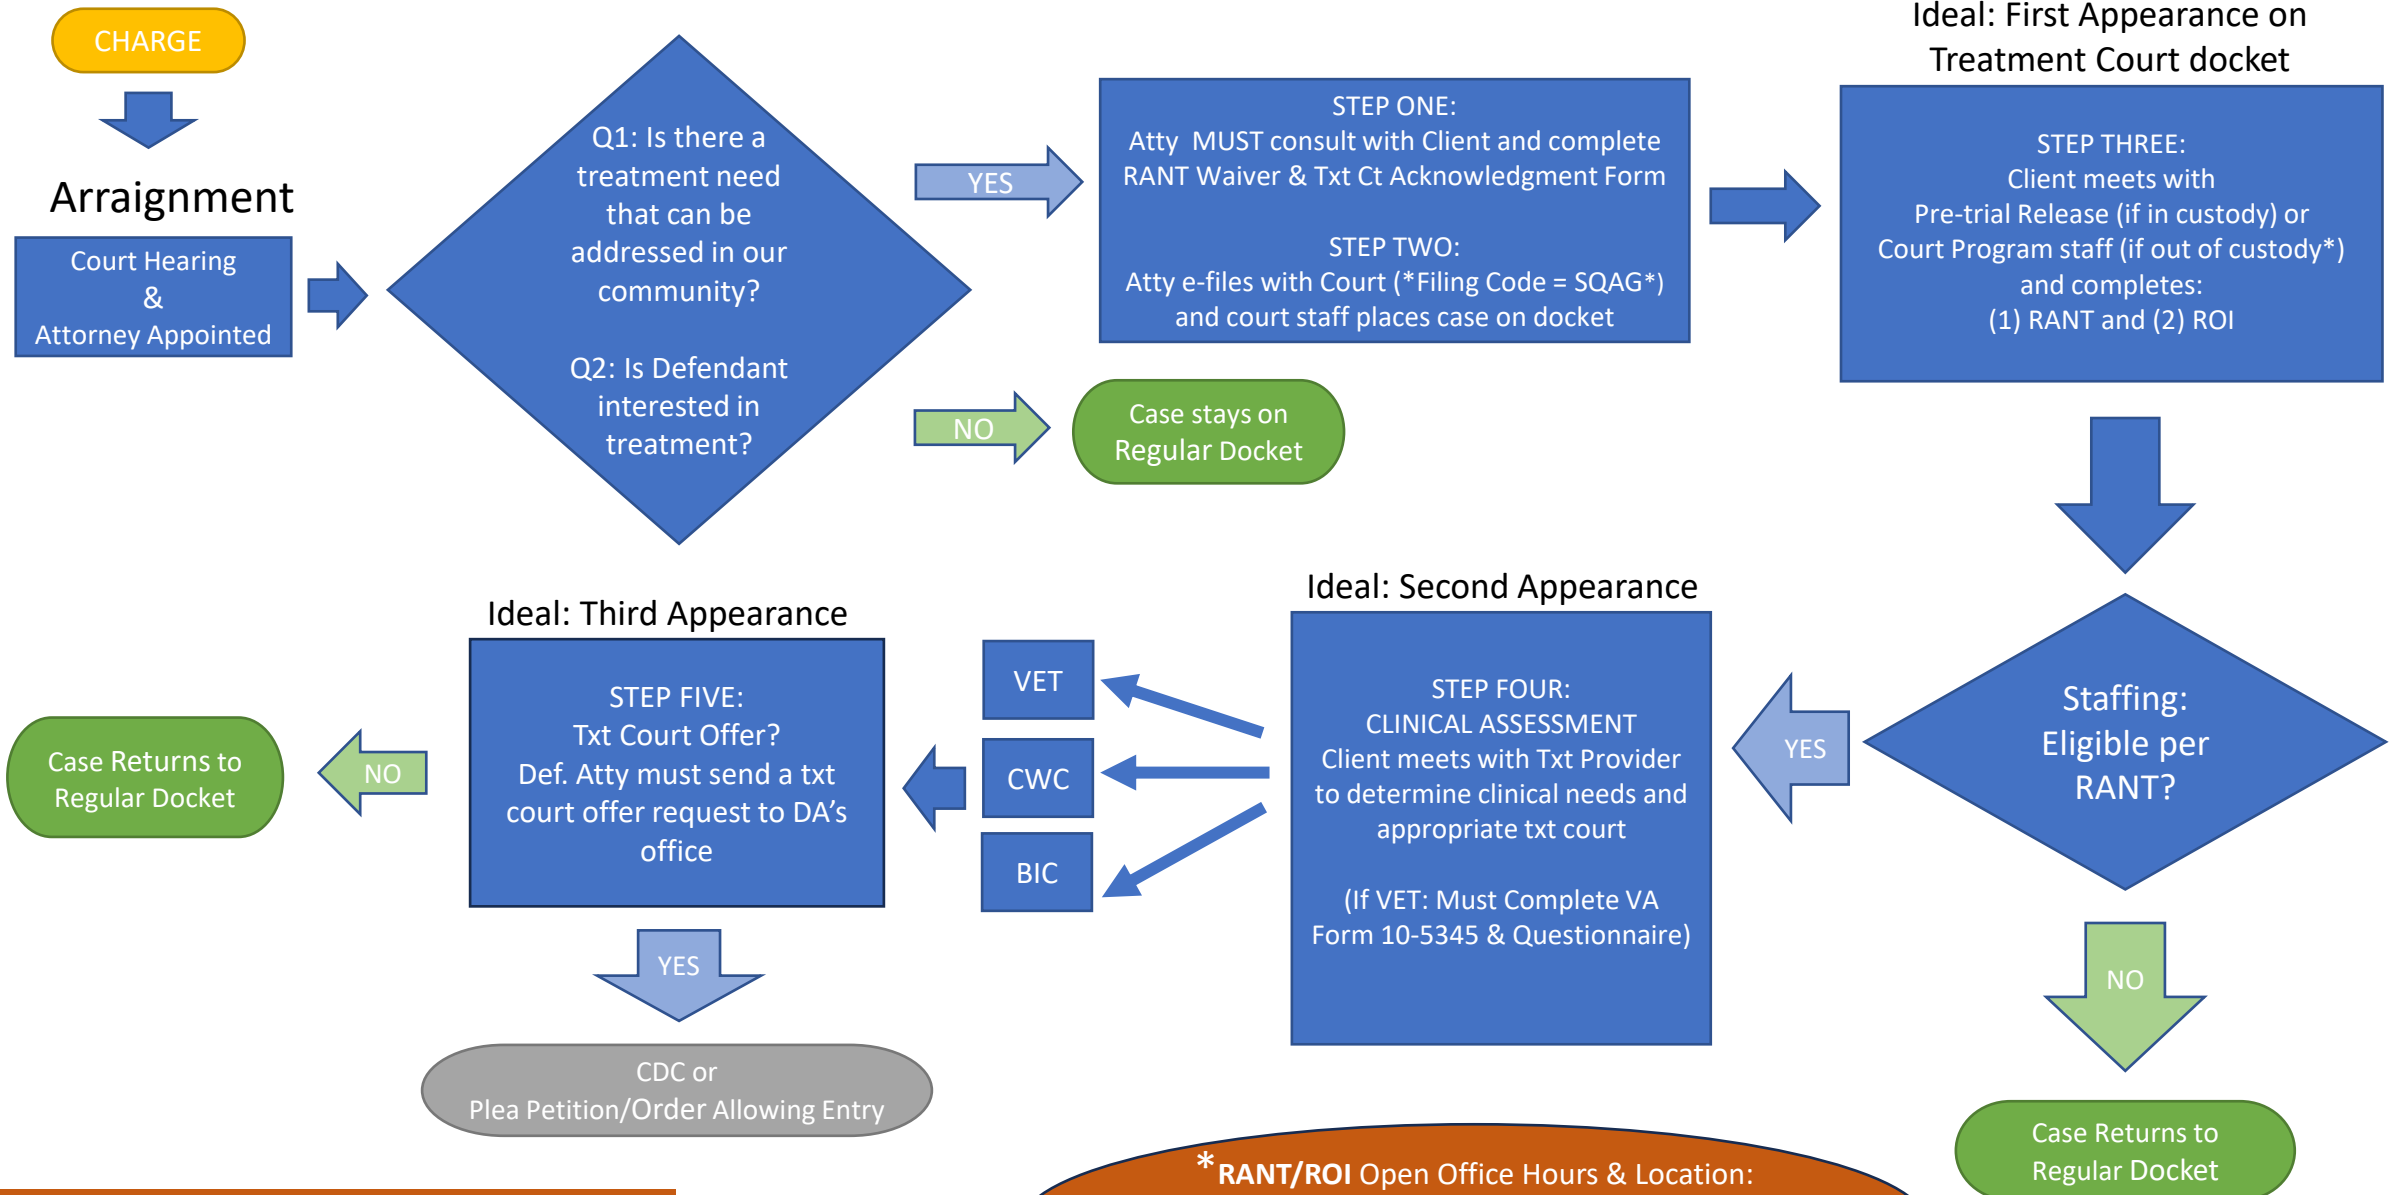 CHARGE
Arraignment
Court Hearing
&
Attorney Appointed
Q1: Is there a
treatment need
that can be
addressed in our
community?
Q2: Is Defendant
interested in
treatment?
YES
NO
STEP ONE:
Atty MUST consult with Client and complete
RANT Waiver & Txt Ct Acknowledgment Form
STEP TWO:
Atty e-files with Court (*Filing Code = SQAG*)
and court staff places case on docket
Case stays on
Regular Docket
Ideal: First Appearance on
Treatment Court docket
STEP THREE:
Client meets with
Pre-trial Release (if in custody) or
Court Program staff (if out of custody*)
and completes:
(1) RANT and (2) ROI
Staffing:
Eligible per
RANT?
YES
NO
Case Returns to
Regular Docket
Ideal: Second Appearance
STEP FOUR:
CLINICAL ASSESSMENT
Client meets with Txt Provider
to determine clinical needs and
appropriate txt court
(If VET: Must Complete VA
Form 10-5345 & Questionnaire)
VET
CWC
BIC
Ideal: Third Appearance
STEP FIVE:
Txt Court Offer?
Def. Atty must send a txt
court offer request to DA's
office
NO
Case Returns to
Regular Docket
YES
CDC or
Plea Petition/Order Allowing Entry
*RANT/ROI Open Office Hours & Location: